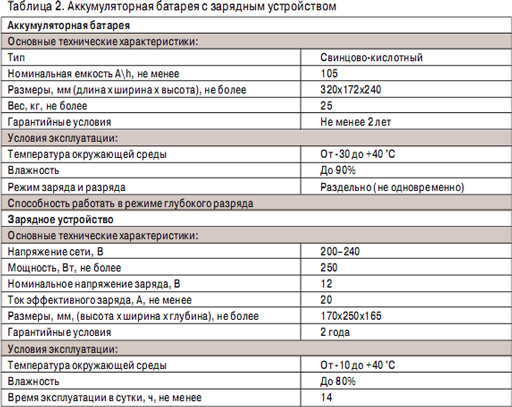 Таблица 2. Аккумуляторная батарея с зарядным устройством
Аккумуляторная батарея
Основные технические характеристики:
Тип Свинцово-кислотный
Номинальная емкость А\h, не менее 105
Размеры, мм (длина х ширина х высота), не более 320х172х240
Вес, кг, не более 25
Гарантийные условия Не менее 2 лет
Условия эксплуатации:
Температура окружающей среды От -30 до +40 °С
Влажность До 90%
Режим заряда и разряда Раздельно (не одновременно)
Способность работать в режиме глубокого разряда
Зарядное устройство
Основные технические характеристики:
Напряжение сети, В 200–240
Мощность, Вт, не более 250
Номинальное напряжение заряда, В 12
Ток эффективного заряда, А, не менее 20
Размеры, мм, (высота х ширина х глубина), не более 170х250х165
Гарантийные условия 2 года
Условия эксплуатации:
Температура окружающей среды От -10 до +40 °С
Влажность До 80%
Время эксплуатации в сутки, ч, не менее 14